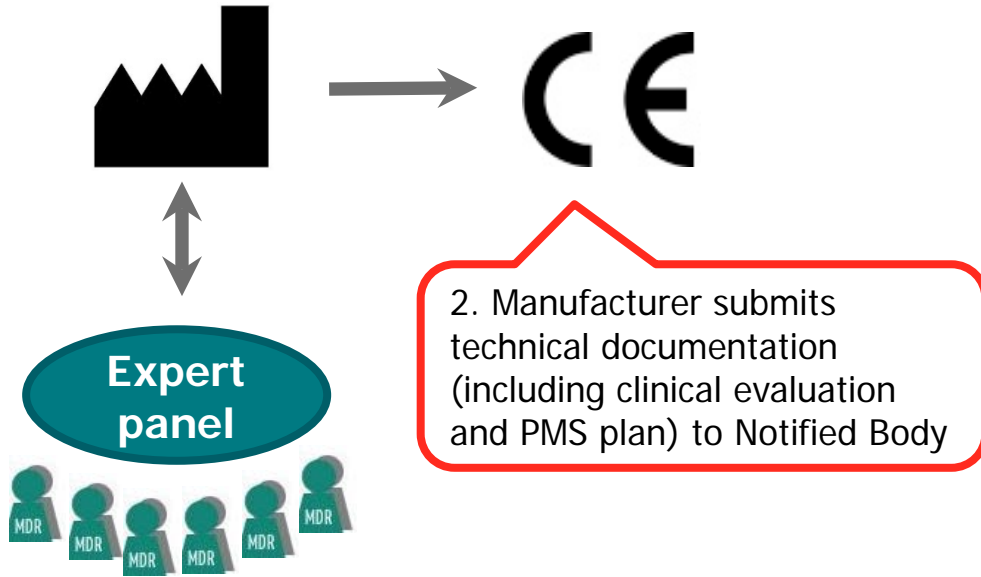 CE
2. Manufacturer submits
technical documentation
(including clinical evaluation
and PMS plan) to Notified Body
Expert
panel
MDR
MDR
MDR
MDR
MDR
MDR